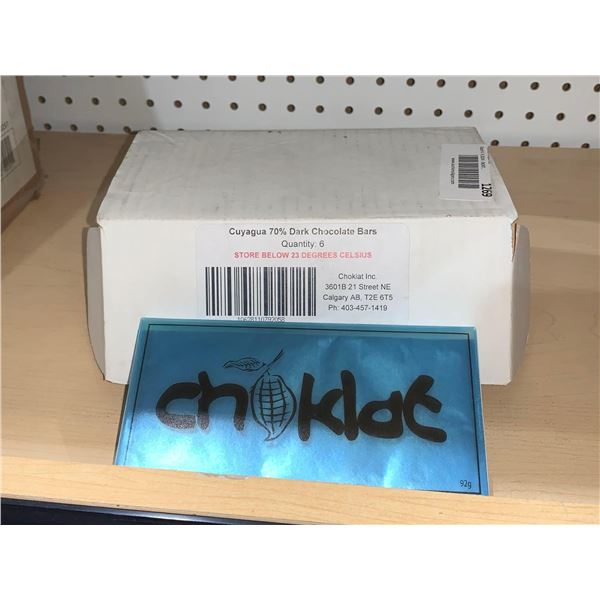 1269
Cuyagua 70% Dark Chocolate Bars
Quantity: 6
STORE BELOW 23 DEGREES CELSIUS
Choklat Inc.
3601B 21 Street NE
Calgary AB, T2E 6T5
Ph: 403-457-1419
choklat
92g